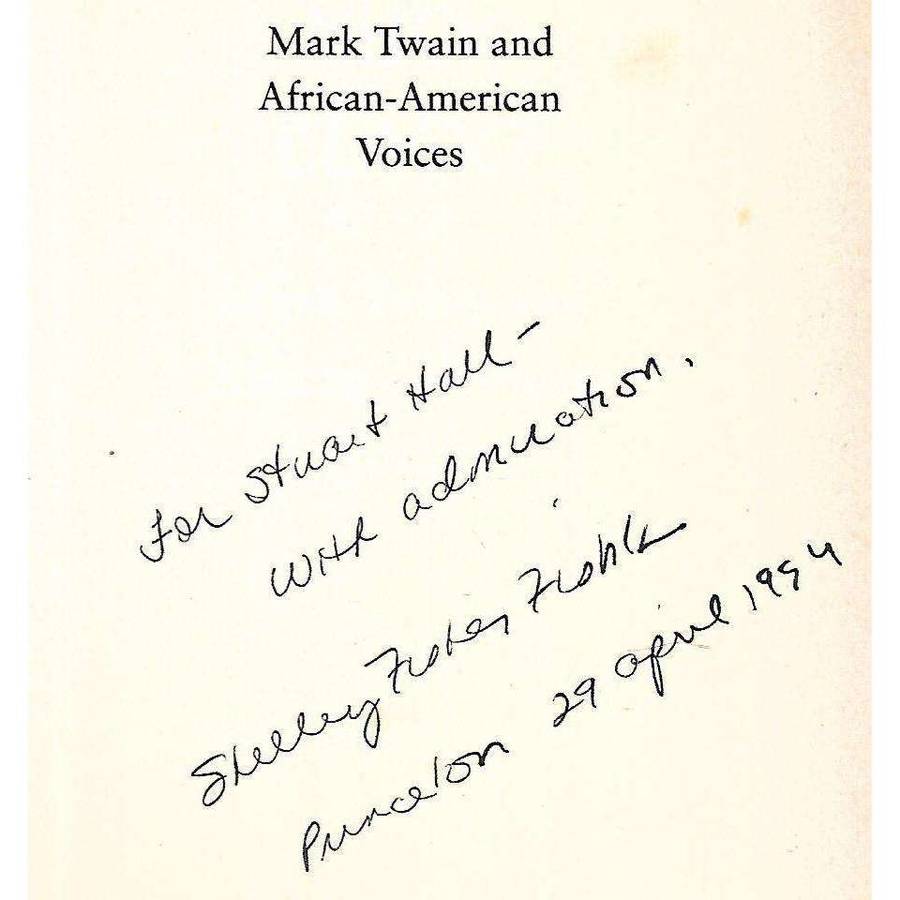 Mark Twain and
African-American
Voices
For Stuart Hall –
With admiration,
Shelley Fisher Fishkin
Princeton 29 April 1994